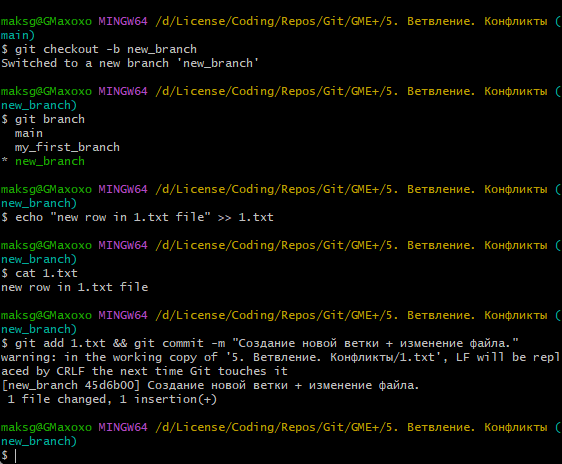 maksg@GMaxoxo MINGW64 /d/License/Coding/Repos/Git/GME+/5. Ветвление. Конфликты (
main)
$ git checkout -b new_branch
Switched to a new branch 'new_branch'
maksg@GMaxoxo MINGW64 /d/License/Coding/Repos/Git/GME+/5. Ветвление. Конфликты (
new_branch)
$ git branch
  main
  my_first_branch
* new_branch
maksg@GMaxoxo MINGW64 /d/License/Coding/Repos/Git/GME+/5. Ветвление. Конфликты (
new_branch)
$ echo "new row in 1.txt file" >> 1.txt
maksg@GMaxoxo MINGW64 /d/License/Coding/Repos/Git/GME+/5. Ветвление. Конфликты (
new_branch)
$ cat 1.txt
new row in 1.txt file
maksg@GMaxoxo MINGW64 /d/License/Coding/Repos/Git/GME+/5. Ветвление. Конфликты (
new_branch)
$ git add 1.txt && git commit -m "Создание новой ветки + изменение файла."
warning: in the working copy of '5. Ветвление. Конфликты/1.txt', LF will be repl
aced by CRLF the next time Git touches it
[new_branch 45d6b00] Создание новой ветки + изменение файла.
 1 file changed, 1 insertion(+)
maksg@GMaxoxo MINGW64 /d/License/Coding/Repos/Git/GME+/5. Ветвление. Конфликты (
new_branch)
$